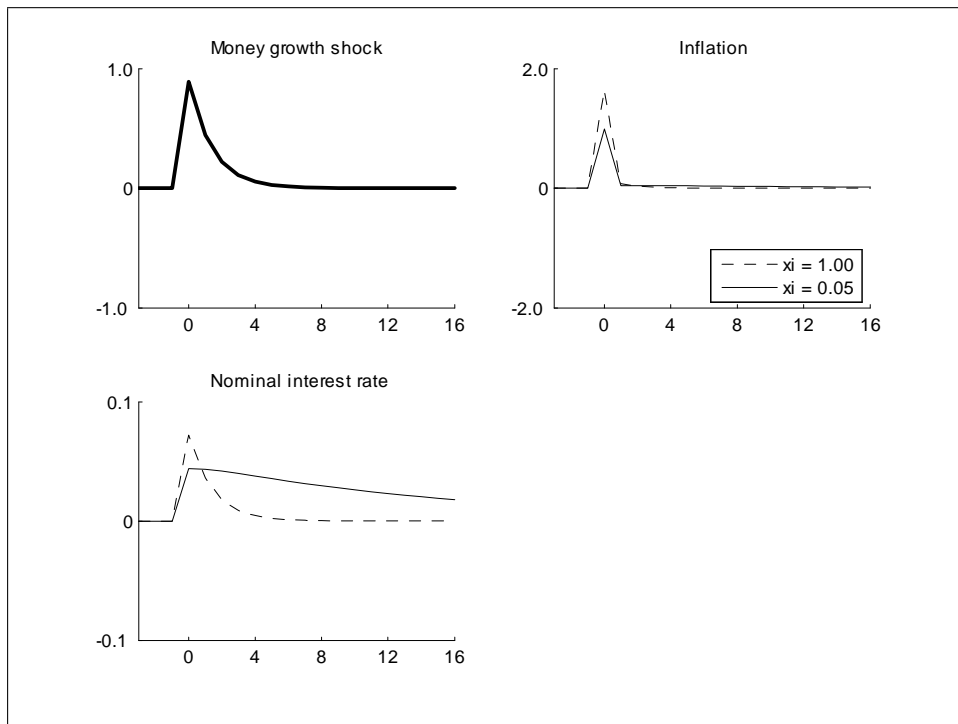 Money growth shock
1.0
0
-1.0
0 4 8 12 16
Inflation
2.0
0
-2.0
xi = 1.00
xi = 0.05
0 4 8 12 16
Nominal interest rate
0.1
0
-0.1
0 4 8 12 16